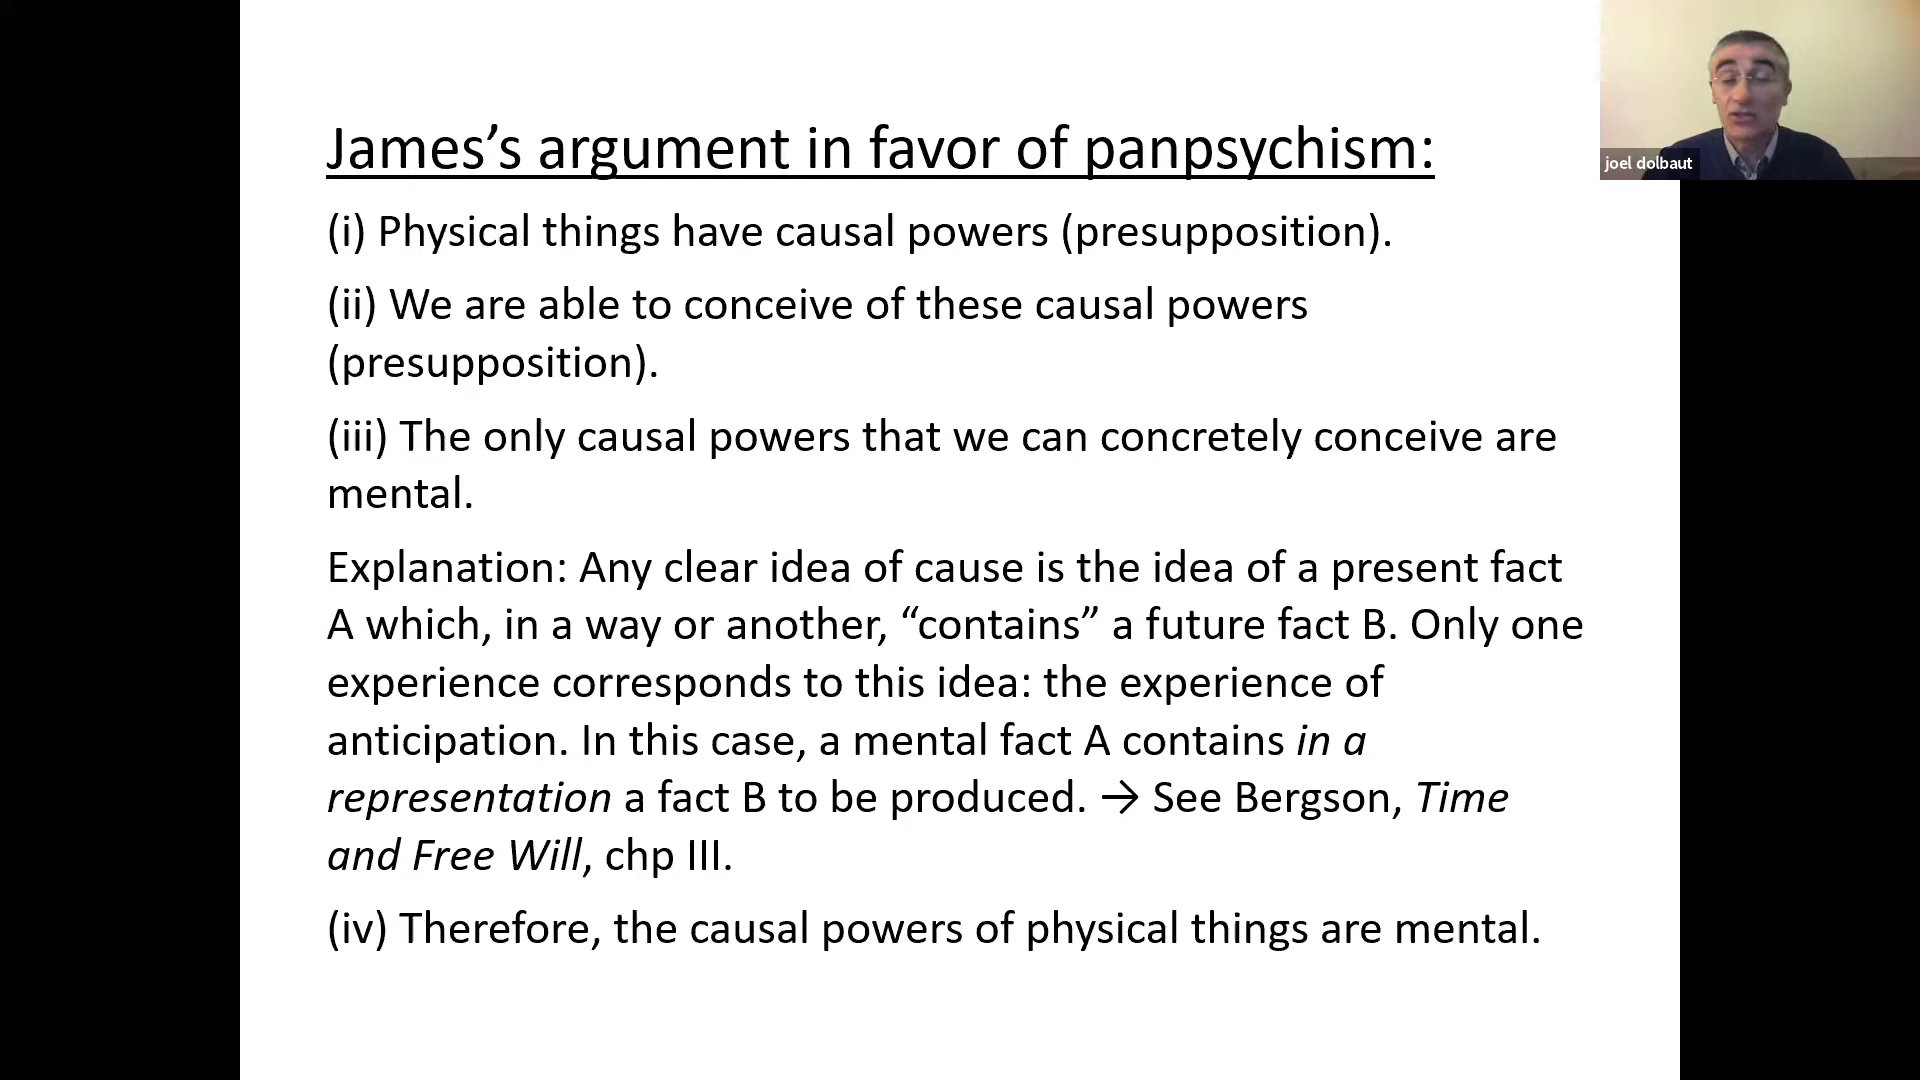 James’s argument in favor of panpsychism:
joel dolbaut
(i) Physical things have causal powers (presupposition).
(ii) We are able to conceive of these causal powers
(presupposition).
(iii) The only causal powers that we can concretely conceive are
mental.
Explanation: Any clear idea of cause is the idea of a present fact
A which, in a way or another, “contains” a future fact B. Only one
experience corresponds to this idea: the experience of
anticipation. In this case, a mental fact A contains in a
representation a fact B to be produced. → See Bergson, Time
and Free Will, chp III.
(iv) Therefore, the causal powers of physical things are mental.